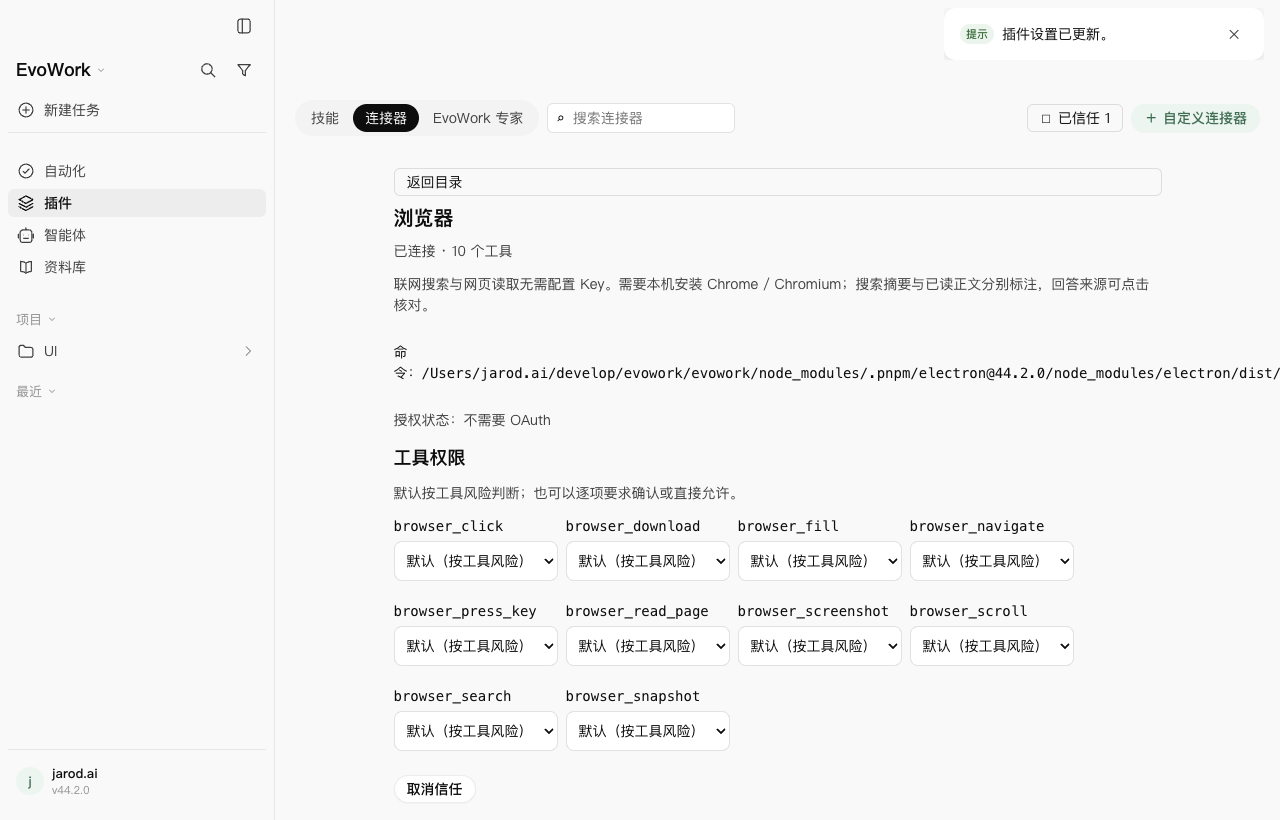 提示 插件设置已更新。
EvoWork
新建任务
自动化
插件
智能体
资料库
项目
UI
最近
j
jarod.ai
v44.2.0
技能 连接器 EvoWork 专家
搜索连接器
已信任 1
+ 自定义连接器
返回目录
浏览器
已连接 · 10 个工具
联网搜索与网页读取无需配置 Key。需要本机安装 Chrome / Chromium；搜索摘要与已读正文分别标注，回答来源可点击
核对。
命
令：/Users/jarod.ai/develop/evowork/evowork/node_modules/.pnpm/electron@44.2.0/node_modules/electron/dist/
授权状态：不需要 OAuth
工具权限
默认按工具风险判断；也可以逐项要求确认或直接允许。
browser_click browser_download browser_fill browser_navigate
默认（按工具风险） 默认（按工具风险） 默认（按工具风险） 默认（按工具风险）
browser_press_key browser_read_page browser_screenshot browser_scroll
默认（按工具风险） 默认（按工具风险） 默认（按工具风险） 默认（按工具风险）
browser_search browser_snapshot
默认（按工具风险） 默认（按工具风险）
取消信任